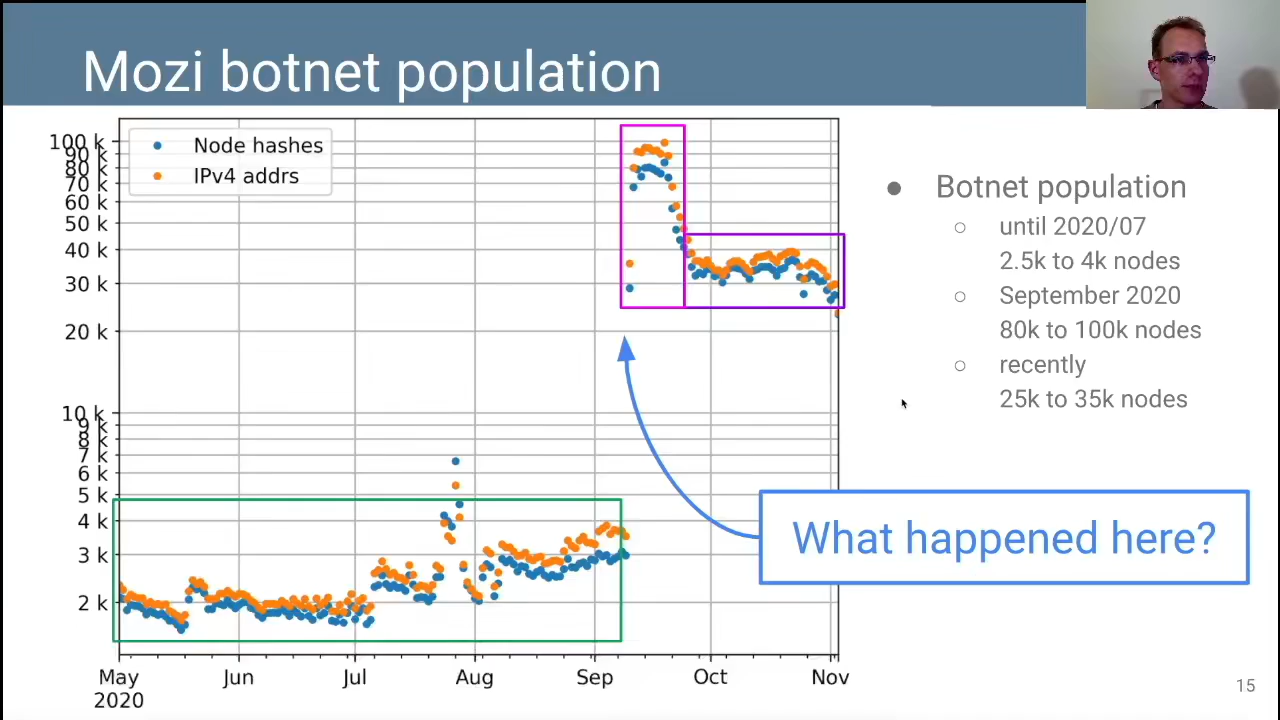 Mozi botnet population
100 k
90 k
80 k
70 k
60 k
50 k
40 k
30 k
20 k
10 k
9 k
8 k
7 k
6 k
5 k
4 k
3 k
2 k
Node hashes
IPv4 addrs
May Jun Jul Aug Sep Oct Nov
2020
● Botnet population
○ until 2020/07
2.5k to 4k nodes
○ September 2020
80k to 100k nodes
○ recently
25k to 35k nodes
What happened here?
15